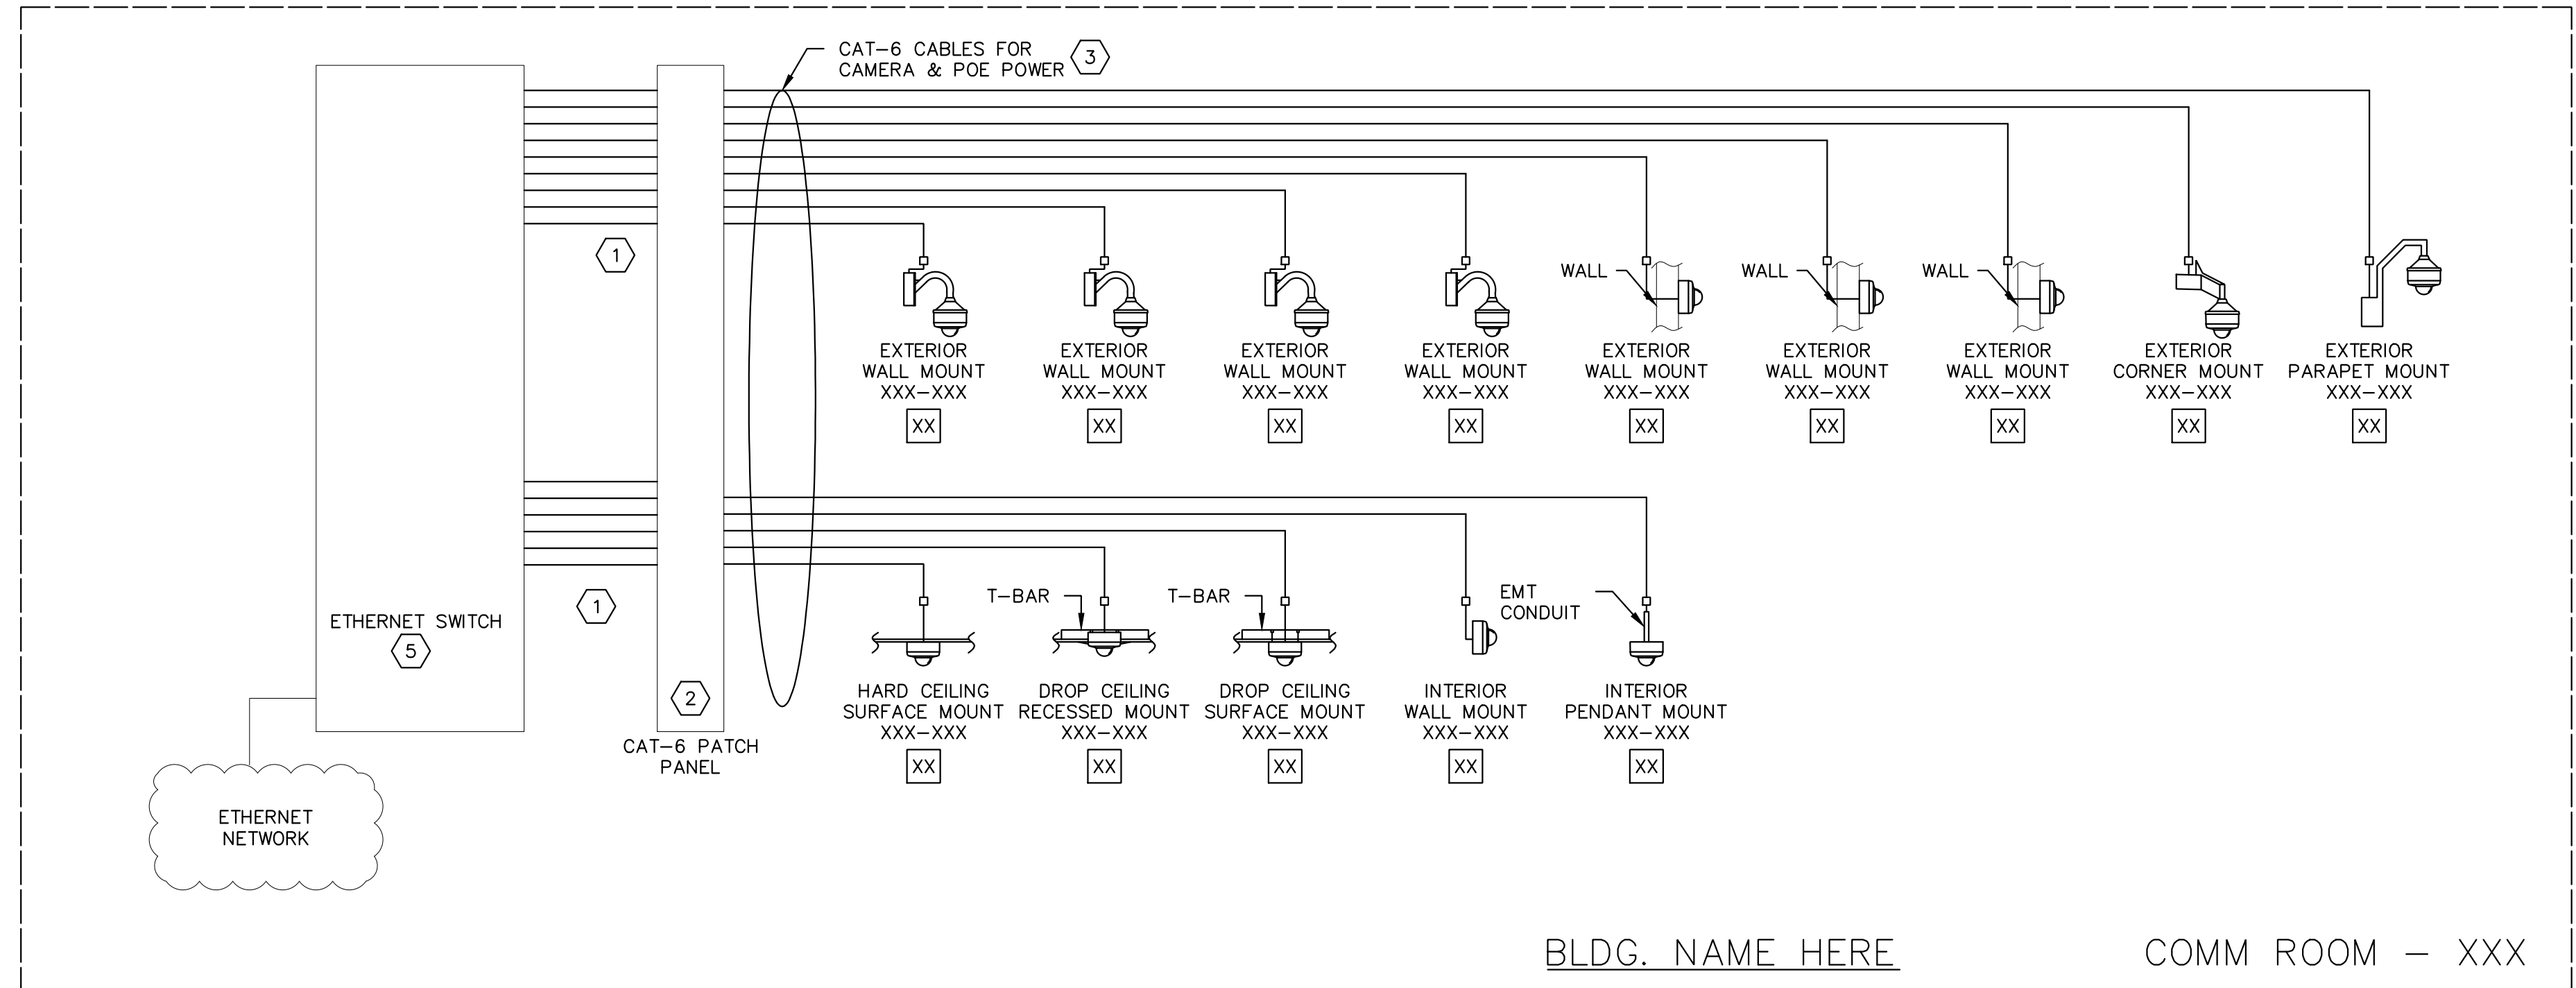 CAT-6 CABLES FOR
CAMERA & POE POWER
3
1
WALL
WALL
WALL
EXTERIOR
WALL MOUNT
XXX-XXX
XX
EXTERIOR
WALL MOUNT
XXX-XXX
XX
EXTERIOR
WALL MOUNT
XXX-XXX
XX
EXTERIOR
WALL MOUNT
XXX-XXX
XX
EXTERIOR
WALL MOUNT
XXX-XXX
XX
EXTERIOR
WALL MOUNT
XXX-XXX
XX
EXTERIOR
WALL MOUNT
XXX-XXX
XX
EXTERIOR
CORNER MOUNT
XXX-XXX
XX
EXTERIOR
PARAPET MOUNT
XXX-XXX
XX
ETHERNET SWITCH
5
1
2
CAT-6 PATCH
PANEL
T-BAR
T-BAR
EMT
CONDUIT
HARD CEILING
SURFACE MOUNT
XXX-XXX
XX
DROP CEILING
RECESSED MOUNT
XXX-XXX
XX
DROP CEILING
SURFACE MOUNT
XXX-XXX
XX
INTERIOR
WALL MOUNT
XXX-XXX
XX
INTERIOR
PENDANT MOUNT
XXX-XXX
XX
ETHERNET
NETWORK
BLDG. NAME HERE
COMM ROOM - XXX